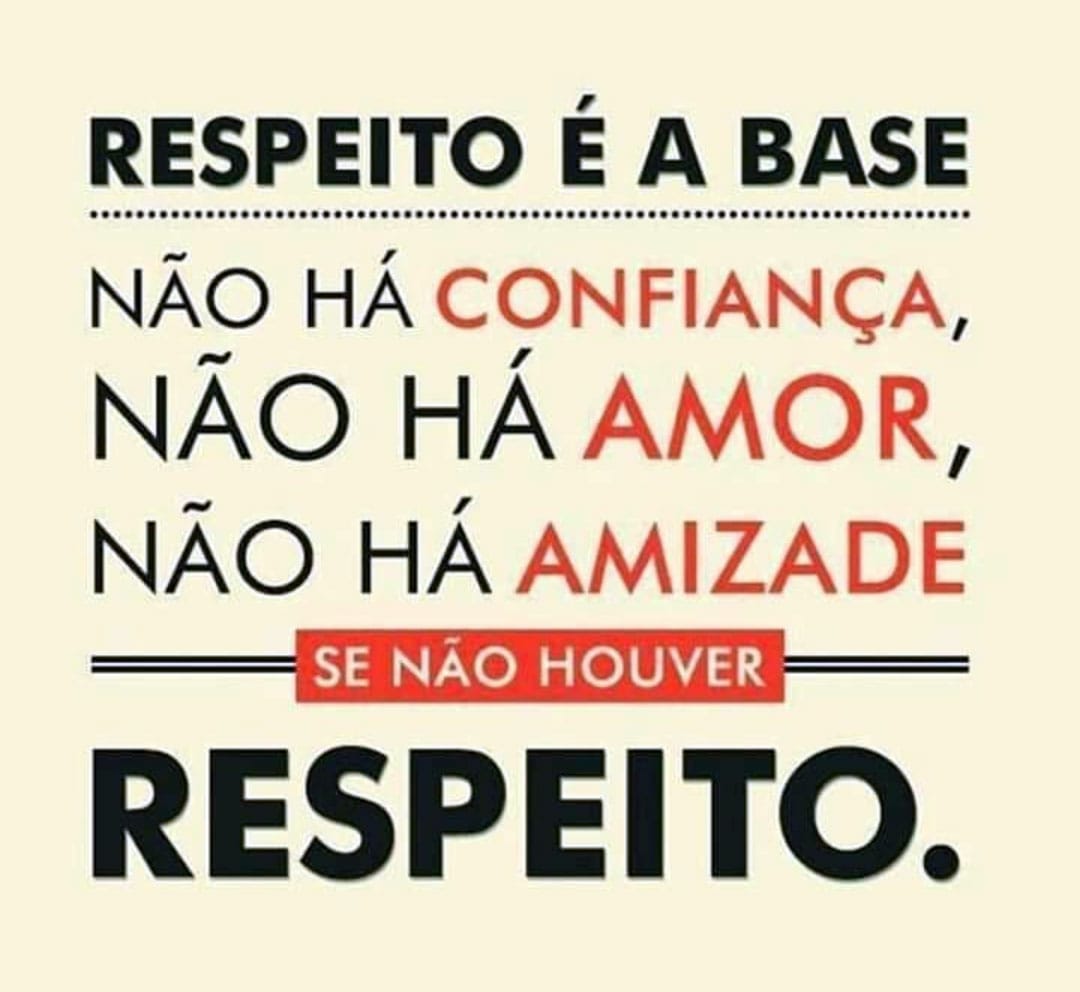 RESPEITO É A BASE
NÃO HÁ CONFIANÇA,
NÃO HÁ AMOR,
NÃO HÁ AMIZADE
SE NÃO HOUVER
RESPEITO.